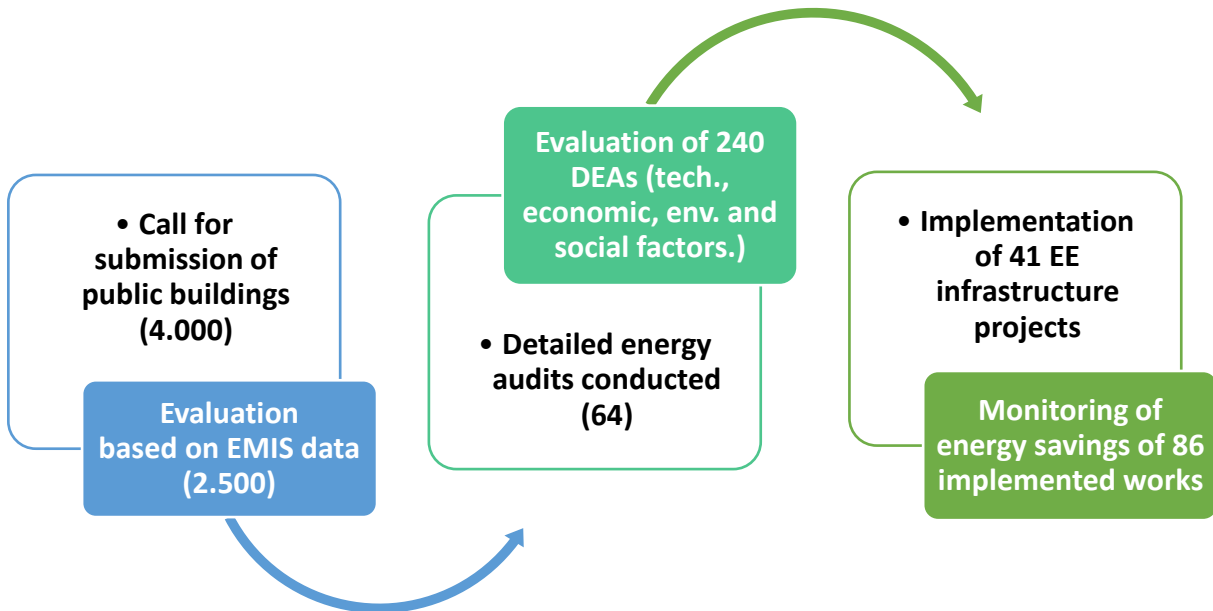 • Call for
submission of
public buildings
(4.000)
Evaluation
based on EMIS data
(2.500)
Evaluation of 240
DEAs (tech.,
economic, env. and
social factors.)
• Detailed energy
audits conducted
(64)
• Implementation
of 41 EE
infrastructure
projects
Monitoring of
energy savings of 86
implemented works